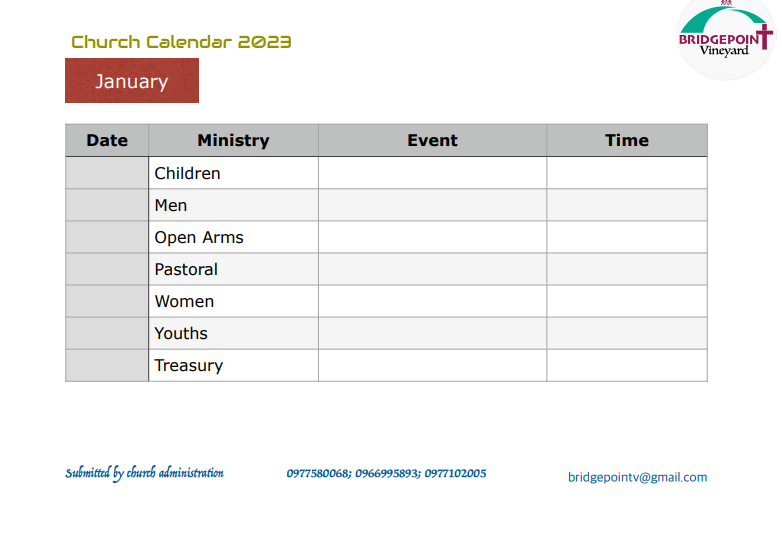 BRIDGEPOINT
Vineyard
Church Calendar 2023
January
Date Ministry Event Time
Children
Men
Open Arms
Pastoral
Women
Youths
Treasury
Submitted by church administration 0977580068; 0966995893; 0977102005 bridgepointv@gmail.com